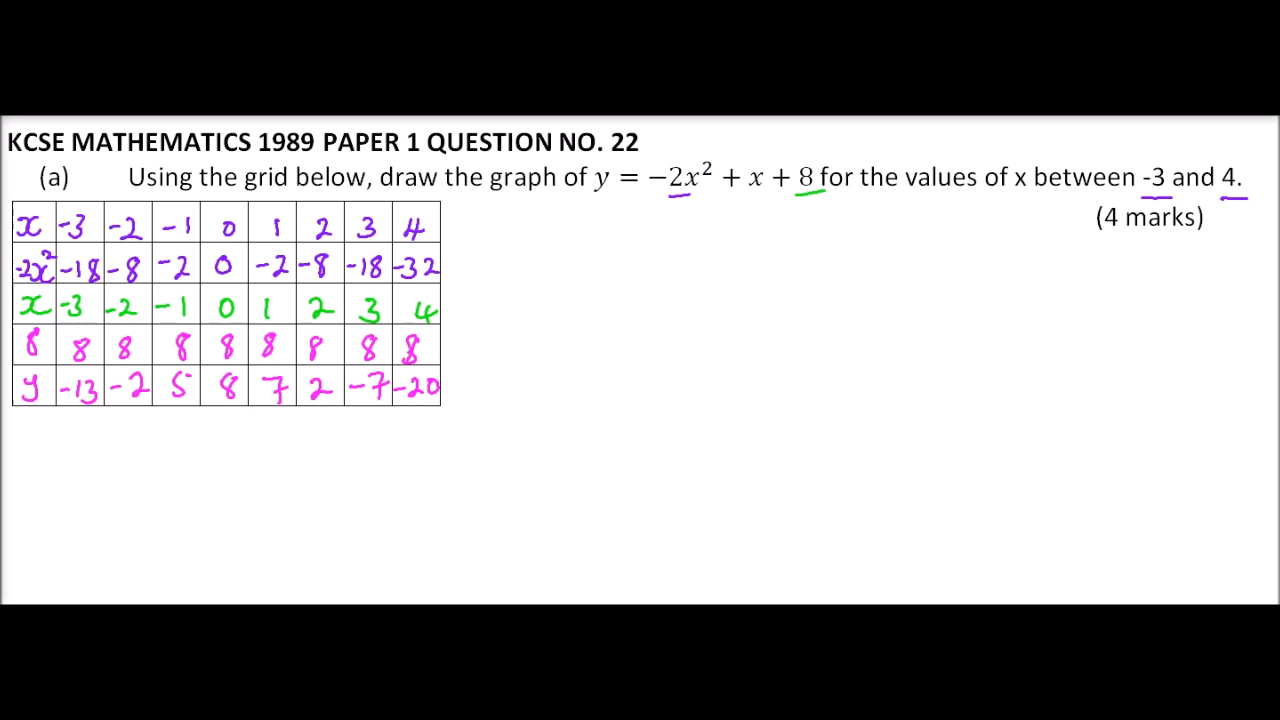 KCSE MATHEMATICS 1989 PAPER 1 QUESTION NO. 22
(a) Using the grid below, draw the graph of y = −2x² + x + 8 for the values of x between -3 and 4.
(4 marks)
x -3 -2 -1 0 1 2 3 4
-2x² -18 -8 -2 0 -2 -8 -18 -32
x -3 -2 -1 0 1 2 3 4
8 8 8 8 8 8 8 8 8
y -13 -2 5 8 7 2 -7 -20